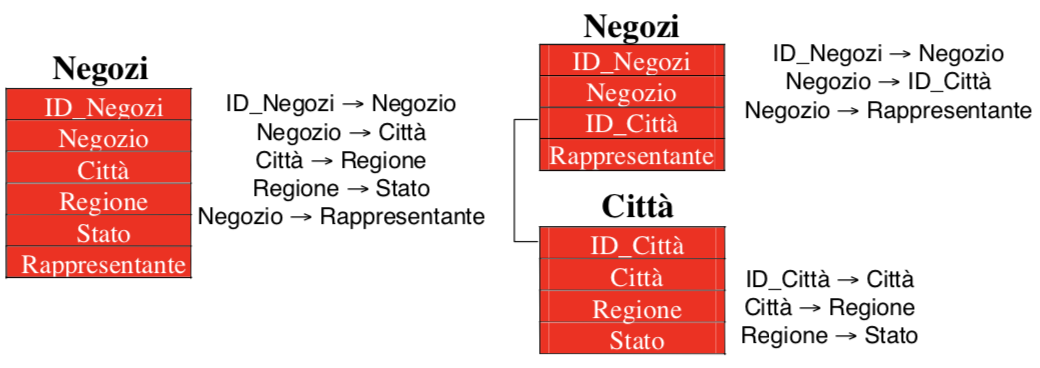 Negozi
ID_Negozi
Negozio
Città
Regione
Stato
Rappresentante
ID_Negozi → Negozio
Negozio → Città
Città → Regione
Regione → Stato
Negozio → Rappresentante
Negozi
ID_Negozi
Negozio
ID_Città
Rappresentante
ID_Negozi → Negozio
Negozio → ID_Città
Negozio → Rappresentante
Città
ID_Città
Città
Regione
Stato
ID_Città → Città
Città → Regione
Regione → Stato